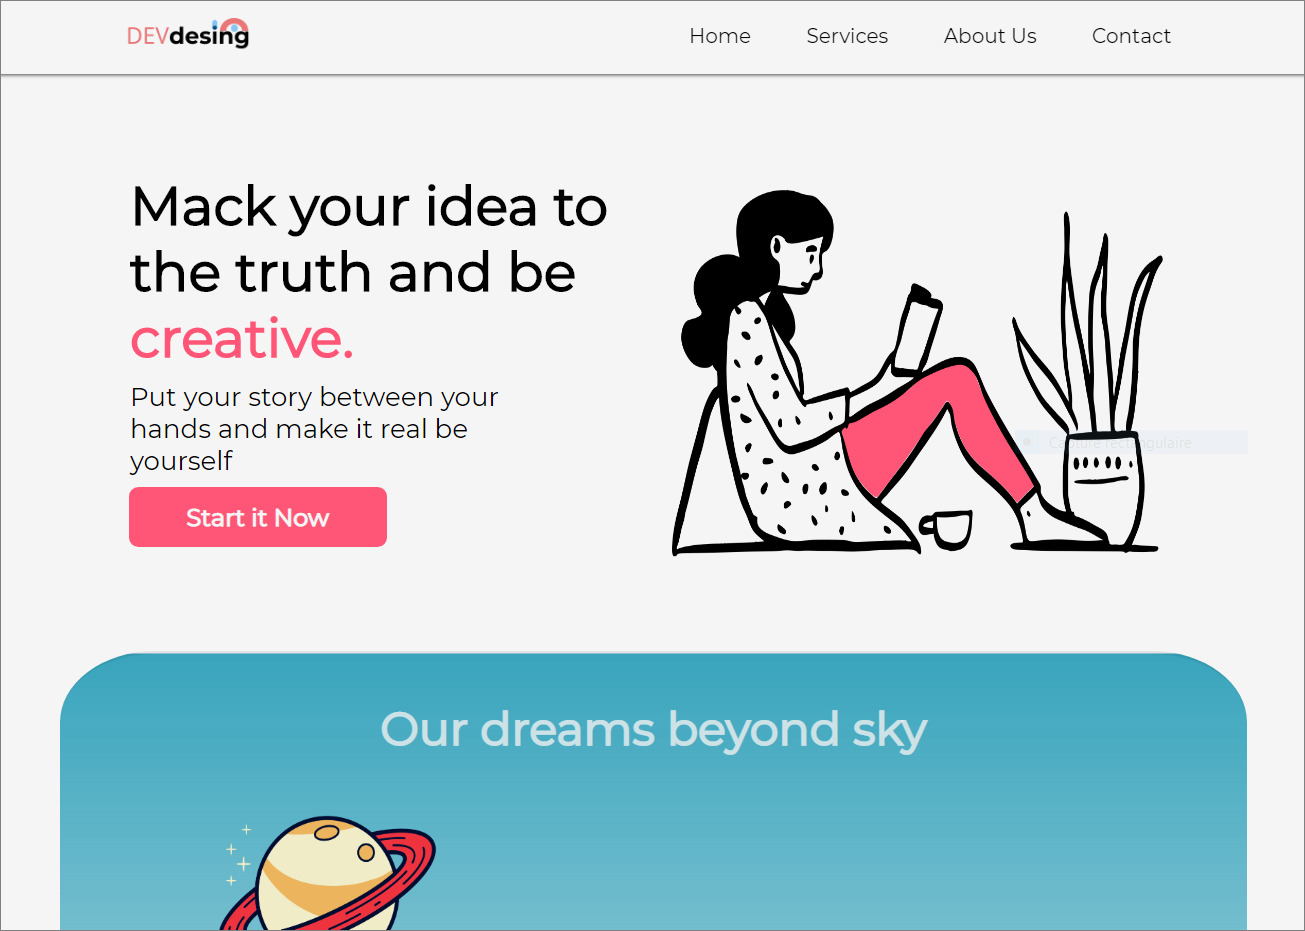 DEVdesing
Home Services About Us Contact
Mack your idea to
the truth and be
creative.
Put your story between your
hands and make it real be
yourself
Capture rectangulaire
Start it Now
Our dreams beyond sky